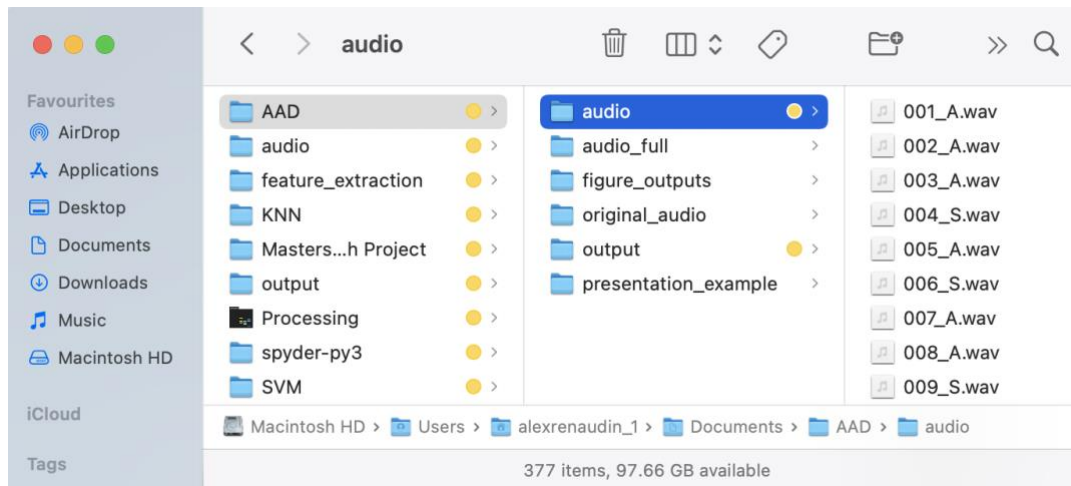 audio
Favourites
AirDrop
Applications
Desktop
Documents
Downloads
Music
Macintosh HD
iCloud
Tags
AAD
audio
feature_extraction
KNN
Masters...h Project
output
Processing
spyder-py3
SVM
audio
audio_full
figure_outputs
original_audio
output
presentation_example
001_A.wav
002_A.wav
003_A.wav
004_S.wav
005_A.wav
006_S.wav
007_A.wav
008_A.wav
009_S.wav
Macintosh HD > Users > alexrenaudin_1 > Documents > AAD > audio
377 items, 97.66 GB available